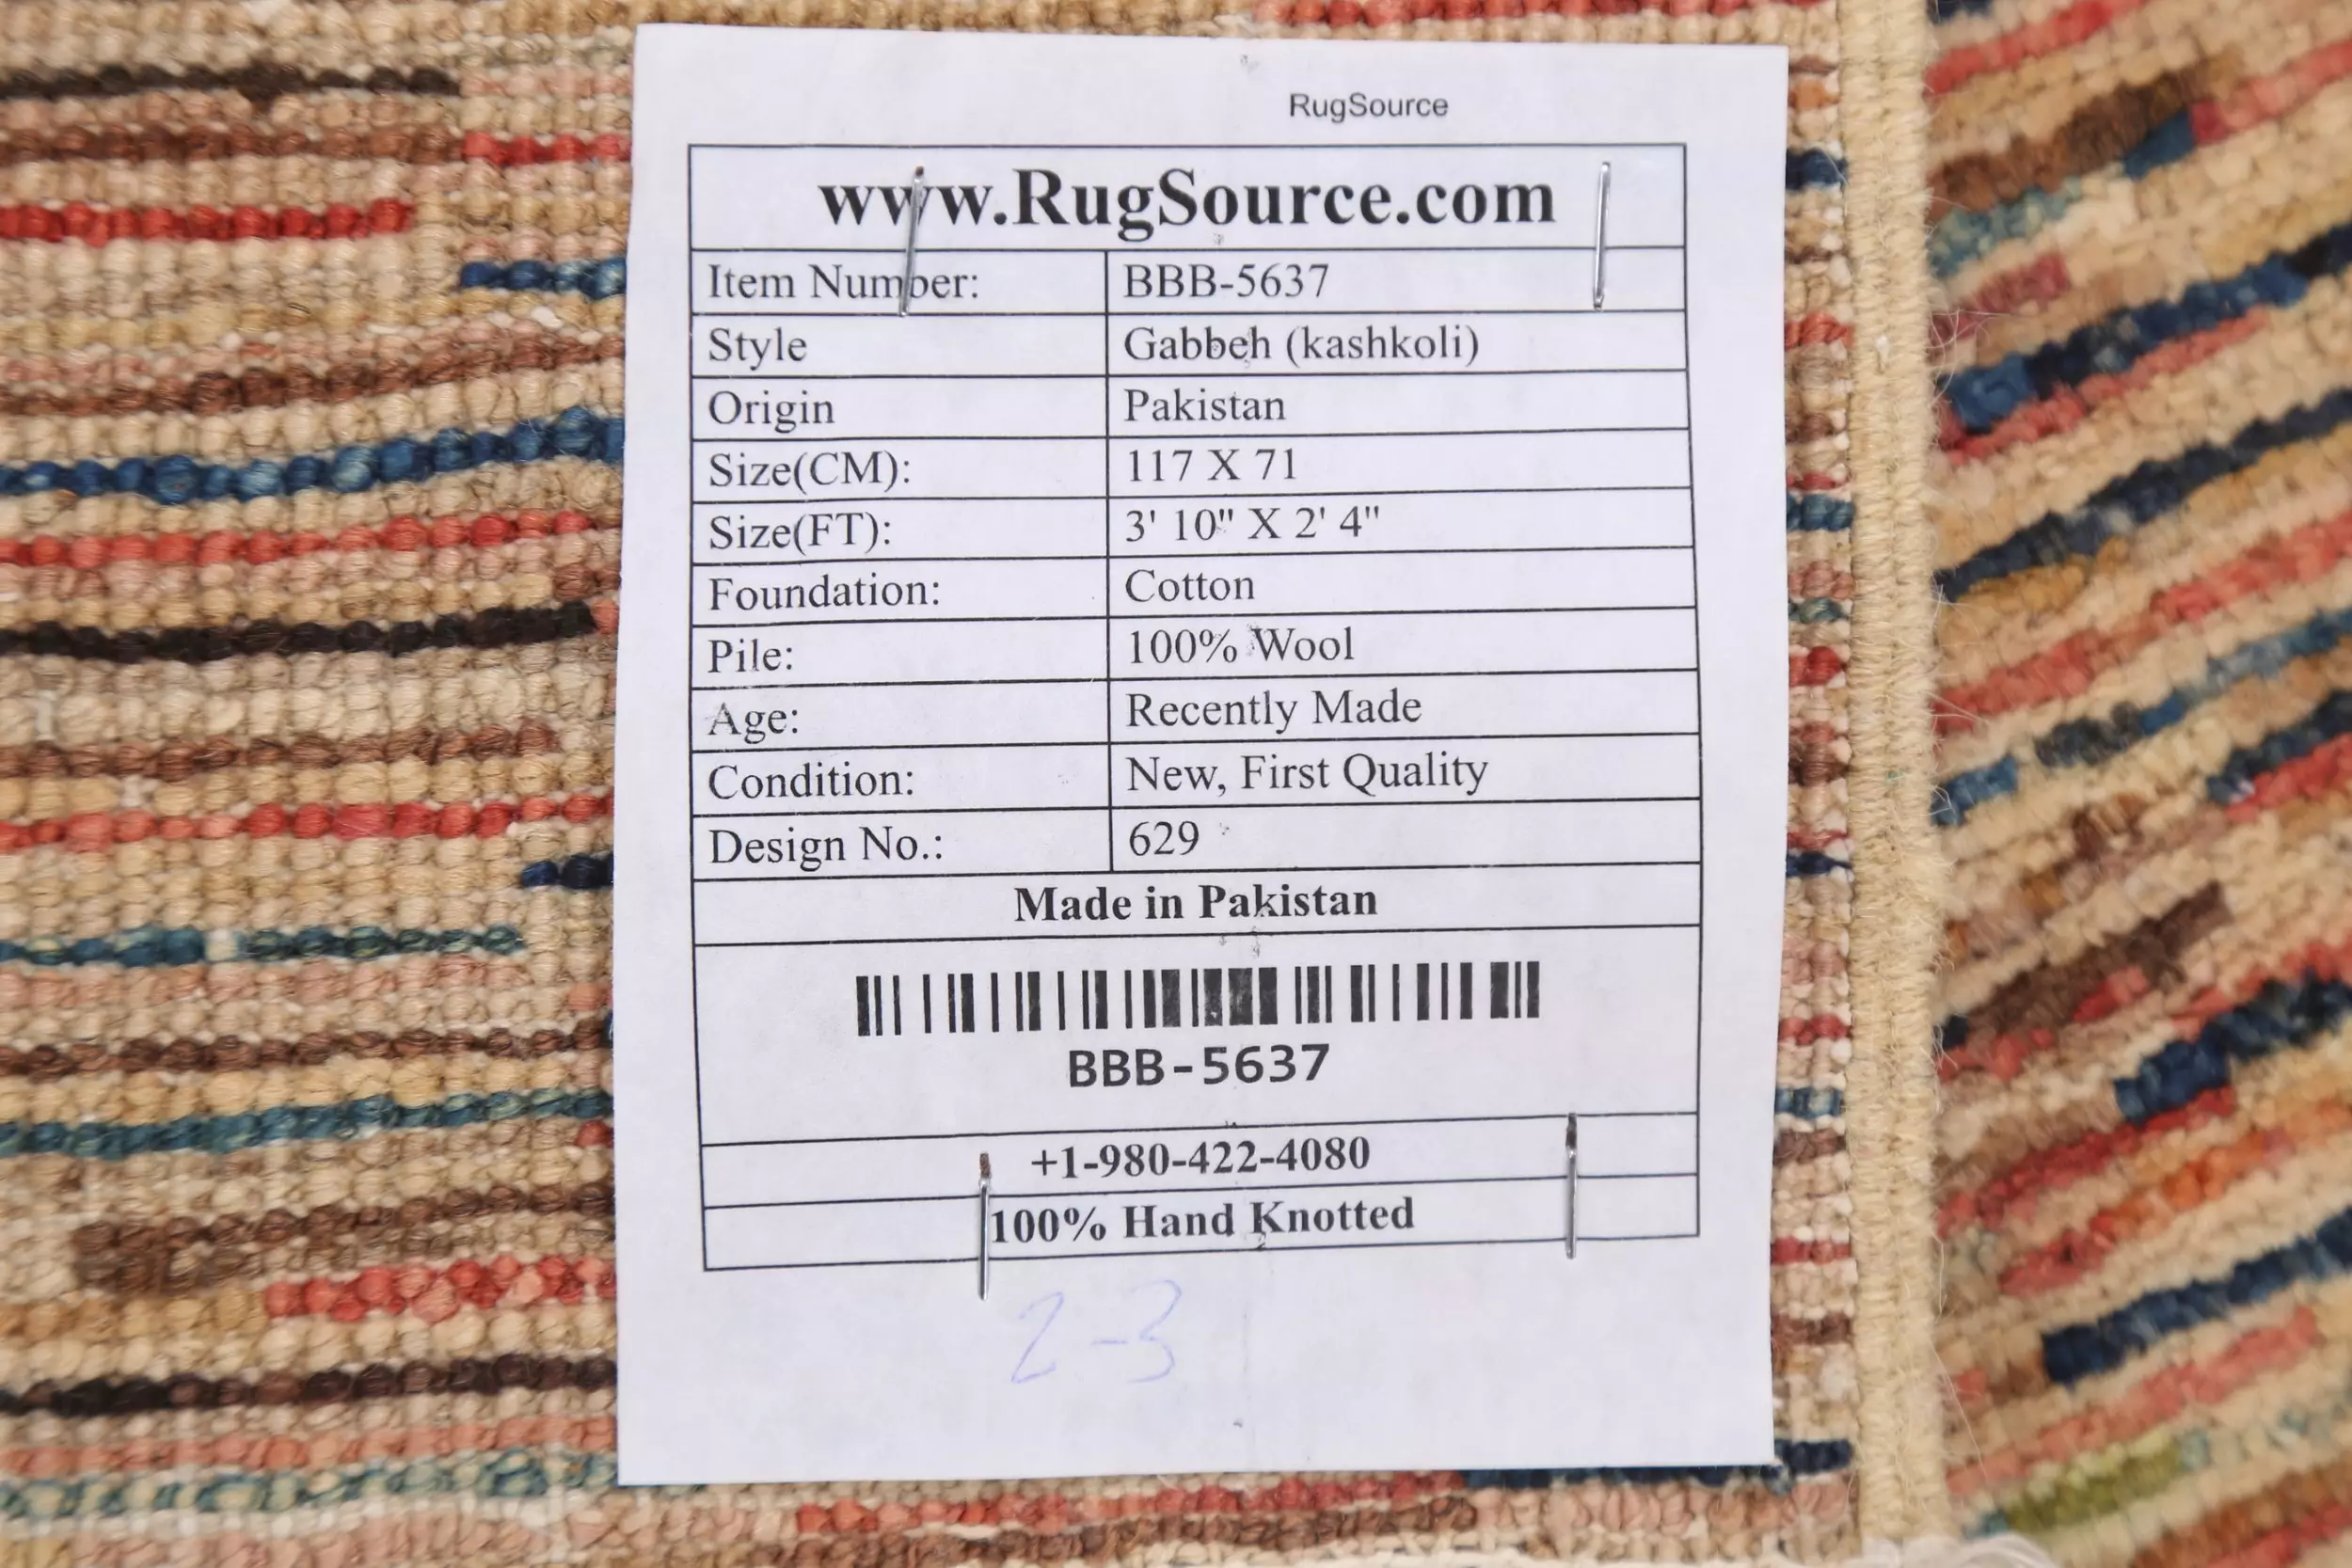 RugSource
www.RugSource.com
Item Number: BBB-5637
Style Gabbeh (kashkoli)
Origin Pakistan
Size(CM): 117 X 71
Size(FT): 3' 10" X 2' 4"
Foundation: Cotton
Pile: 100% Wool
Age: Recently Made
Condition: New, First Quality
Design No.: 629
Made in Pakistan
BBB-5637
+1-980-422-4080
100% Hand Knotted
2-3